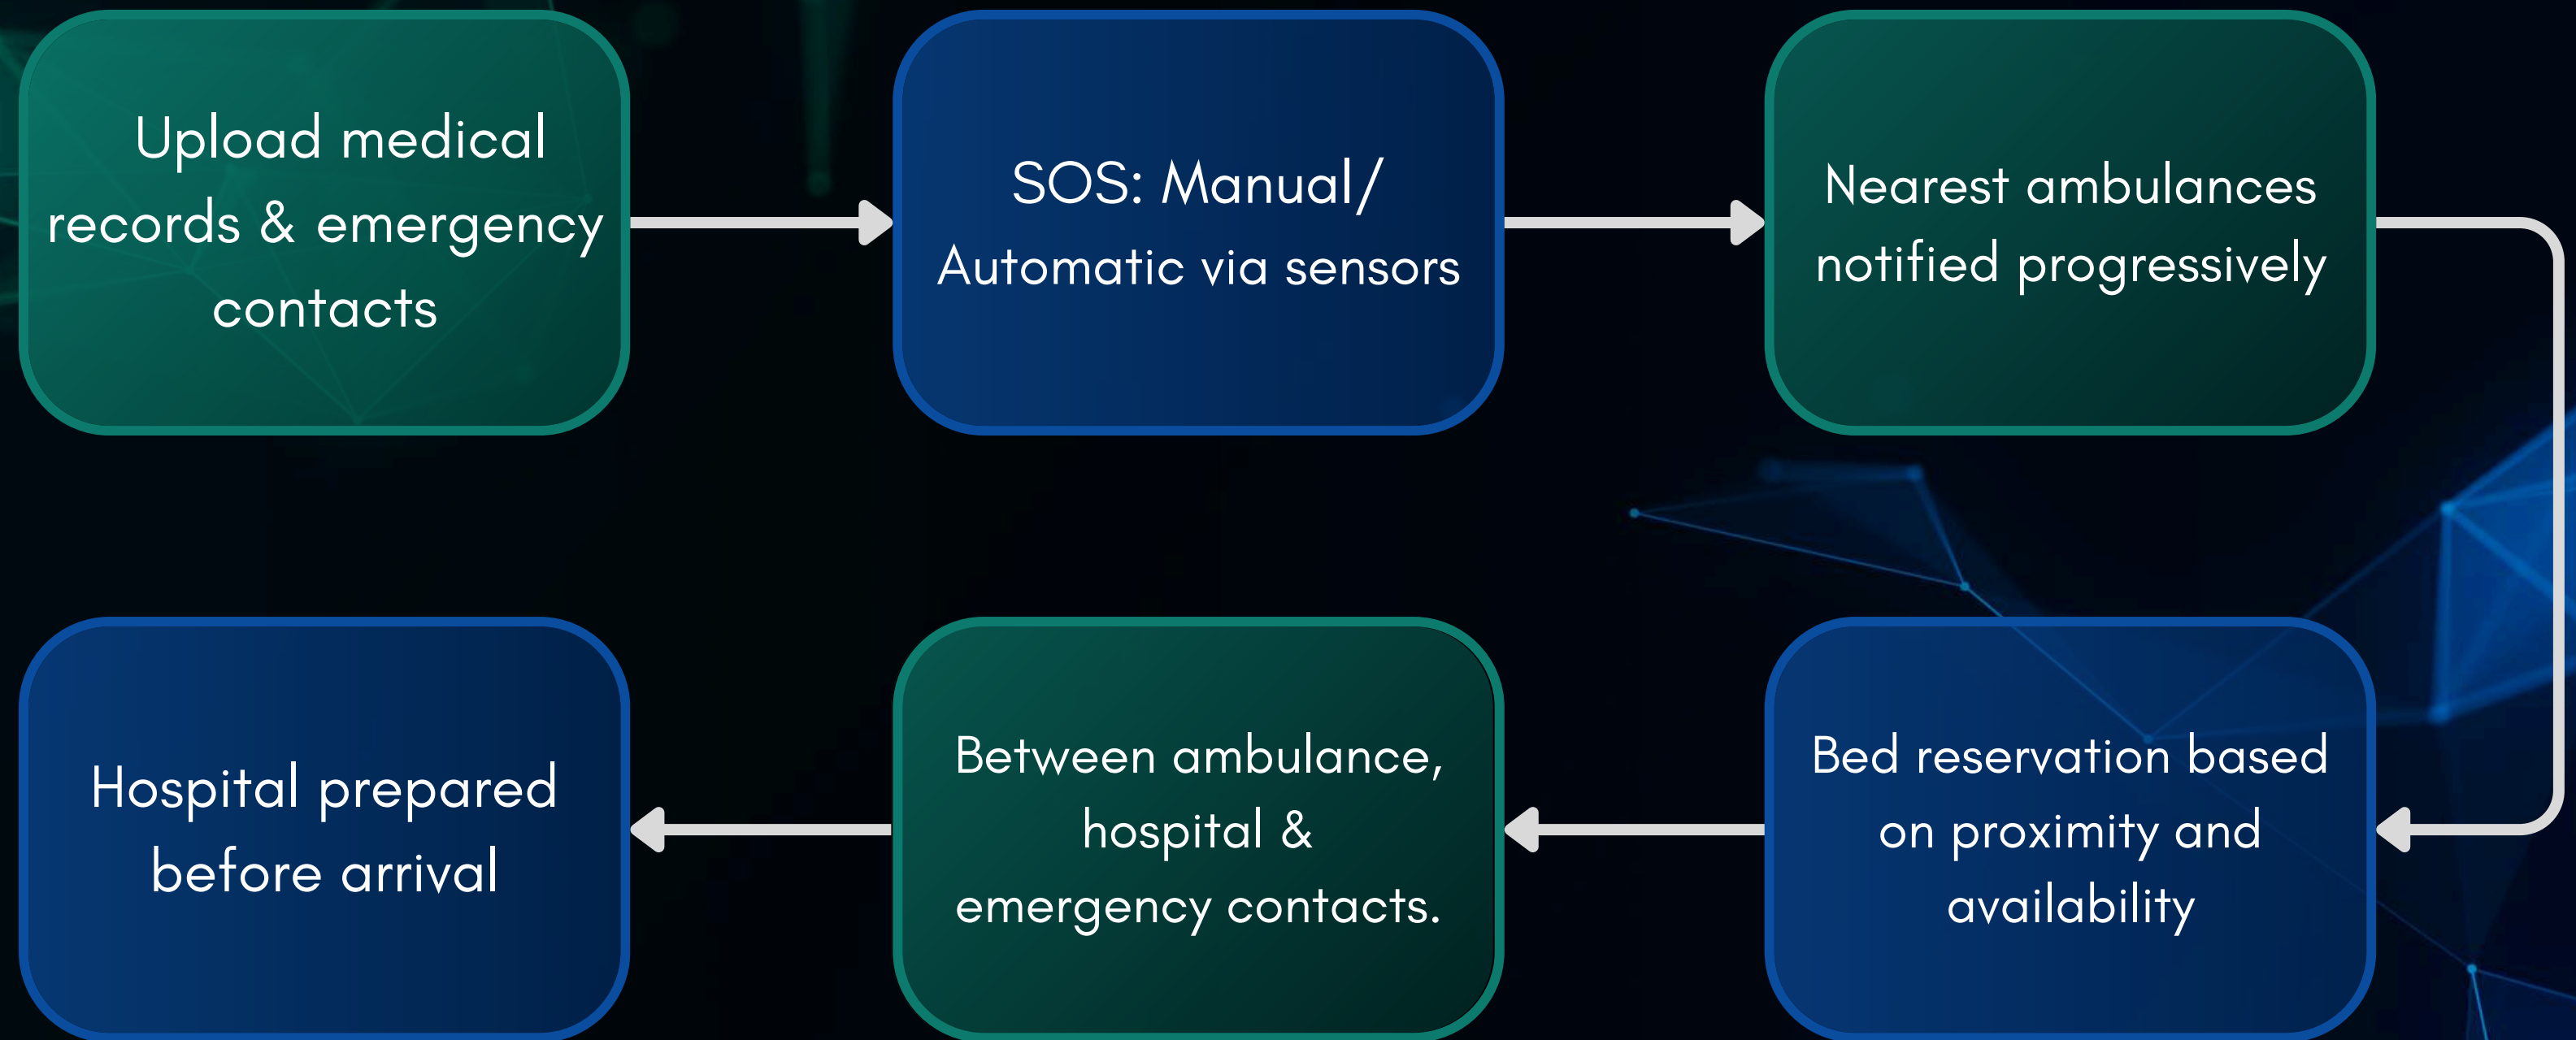 Upload medical
records & emergency
contacts
SOS: Manual/
Automatic via sensors
Nearest ambulances
notified progressively
Bed reservation based
on proximity and
availability
Between ambulance,
hospital &
emergency contacts.
Hospital prepared
before arrival